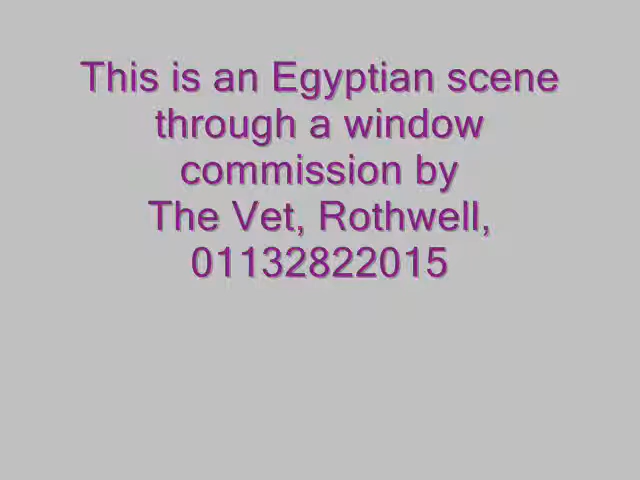 This is an Egyptian scene
through a window
commission by
The Vet, Rothwell,
01132822015